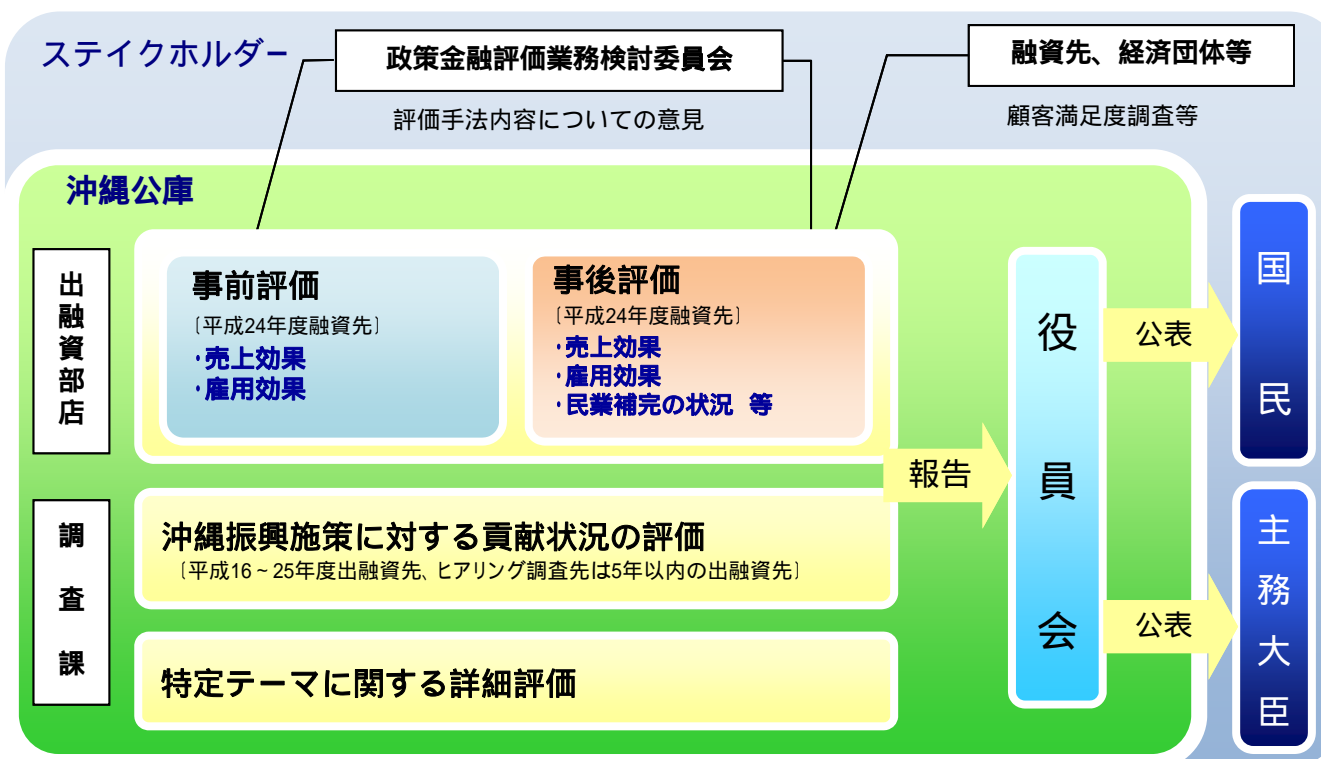 ステイクホルダー
政策金融評価業務検討委員会
評価手法内容についての意見
融資先、経済団体等
顧客満足度調査等
沖縄公庫
出融資部店
事前評価
〔平成24年度融資先〕
･売上効果
･雇用効果
事後評価
〔平成24年度融資先〕
･売上効果
･雇用効果
･民業補完の状況 等
調査課
沖縄振興施策に対する貢献状況の評価
〔平成16～25年度出融資先、ヒアリング調査先は5年以内の出融資先〕
特定テーマに関する詳細評価
報告
役員会
公表
国民
公表
主務大臣